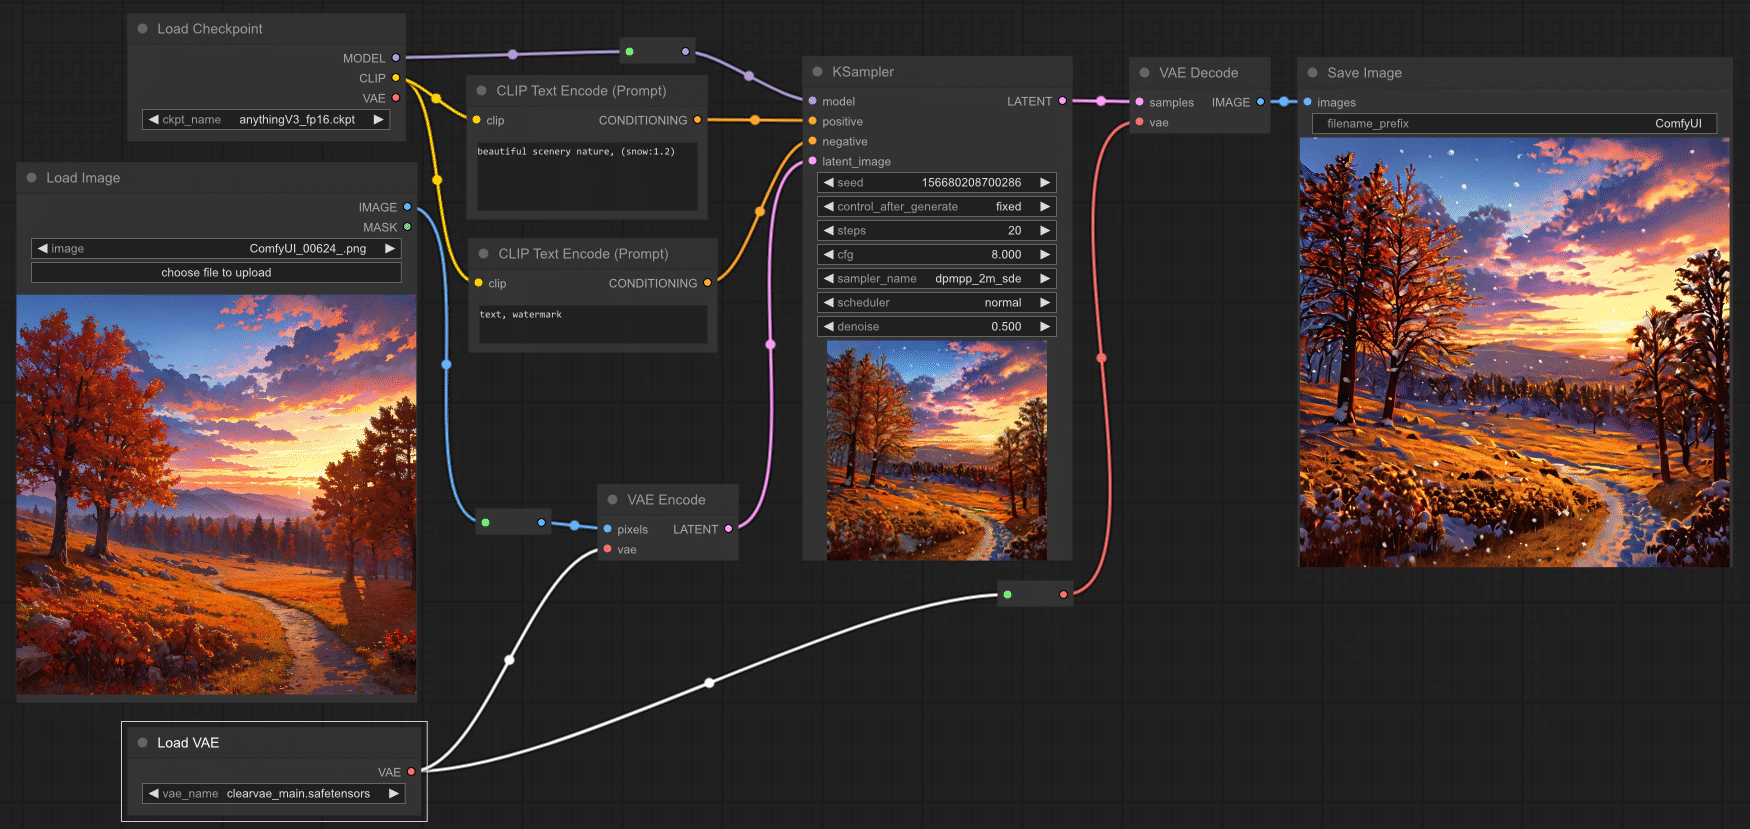 Load Checkpoint
MODEL
CLIP
VAE
ckpt_name anythingV3_fp16.ckpt
Load Image
IMAGE
MASK
image ComfyUI_00624_.png
choose file to upload
Load VAE
VAE
vae_name clearvae_main.safetensors
CLIP Text Encode (Prompt)
clip CONDITIONING
beautiful scenery nature, (snow:1.2)
CLIP Text Encode (Prompt)
clip CONDITIONING
text, watermark
VAE Encode
pixels LATENT
vae
KSampler
model LATENT
positive
negative
latent_image
seed 156680208700286
control_after_generate fixed
steps 20
cfg 8.000
sampler_name dpmpp_2m_sde
scheduler normal
denoise 0.500
VAE Decode
samples IMAGE
vae
Save Image
images
filename_prefix ComfyUI